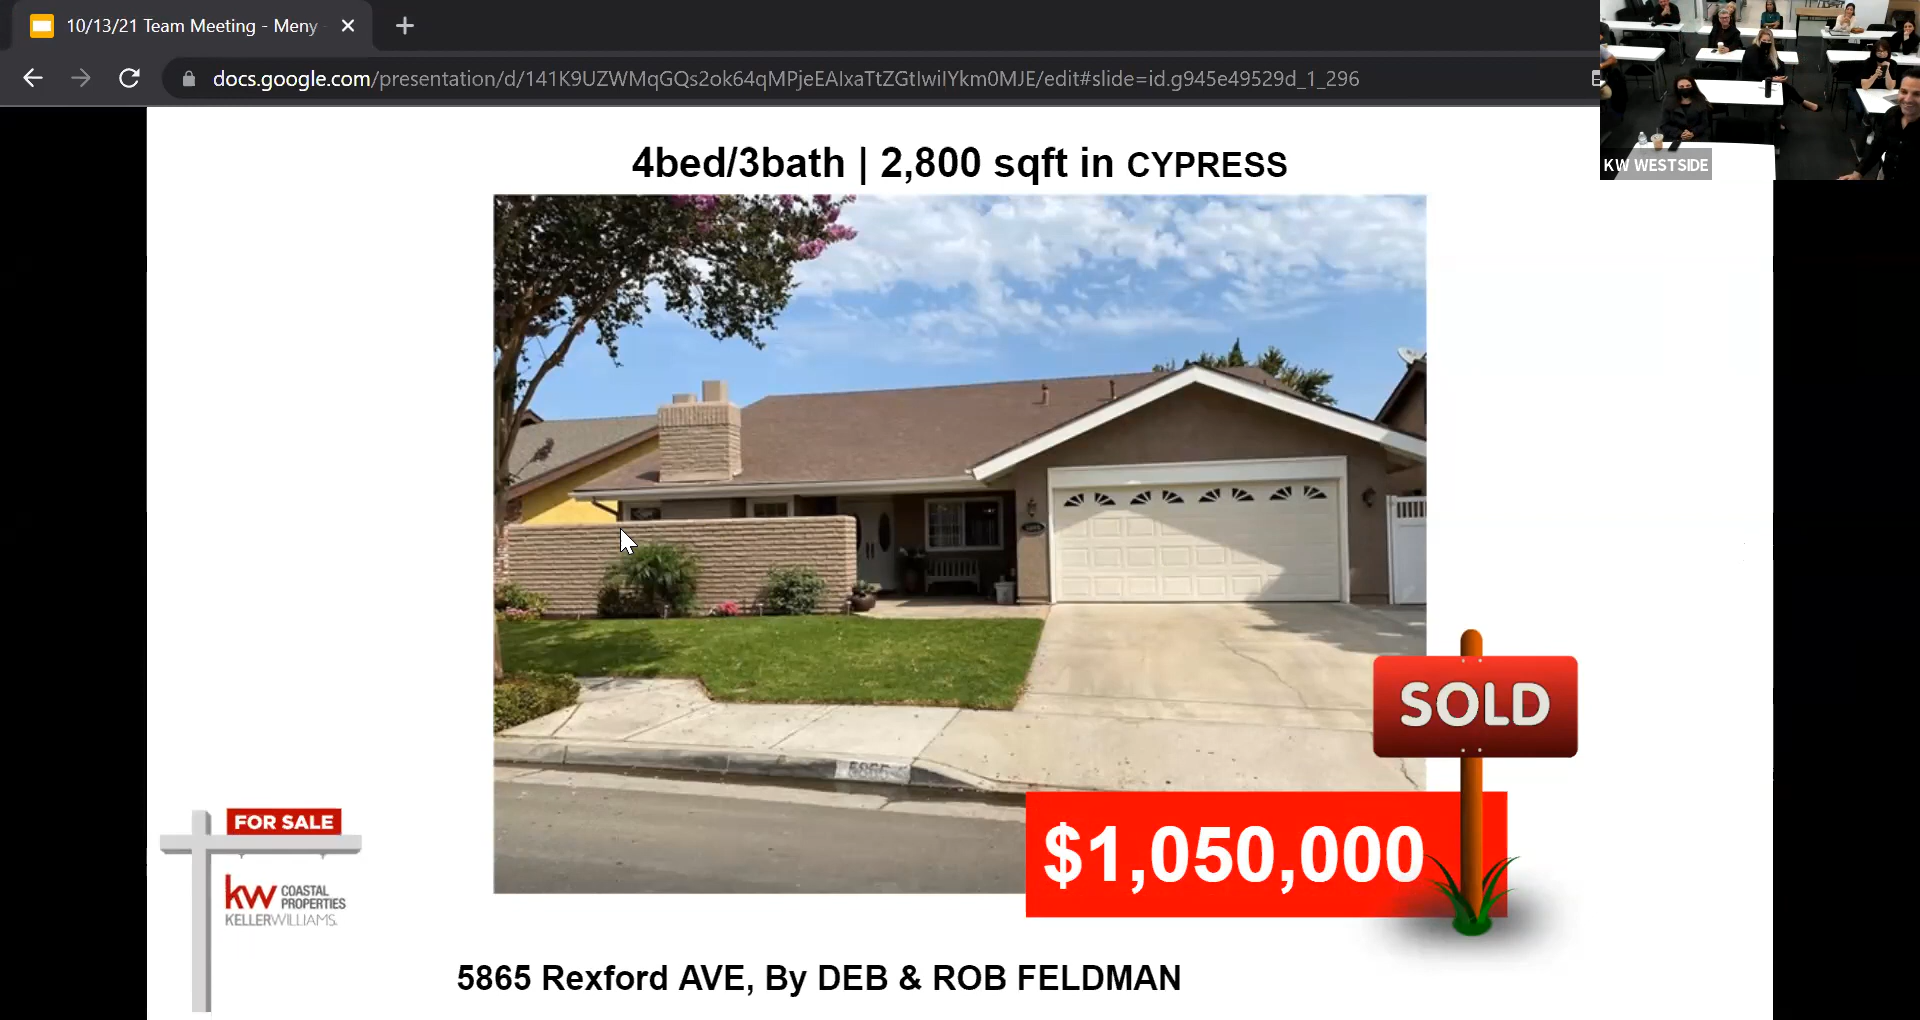 10/13/21 Team Meeting - Meny
docs.google.com/presentation/d/141K9UZWMqGQs2ok64qMPjeEAIxaTtZGtIwiIYkm0MJE/edit#slide=id.g945e49529d_1_296
KW WESTSIDE
4bed/3bath | 2,800 sqft in CYPRESS
SOLD
$1,050,000
FOR SALE
kw COASTAL
PROPERTIES
KELLERWILLIAMS.
5865 Rexford AVE, By DEB & ROB FELDMAN